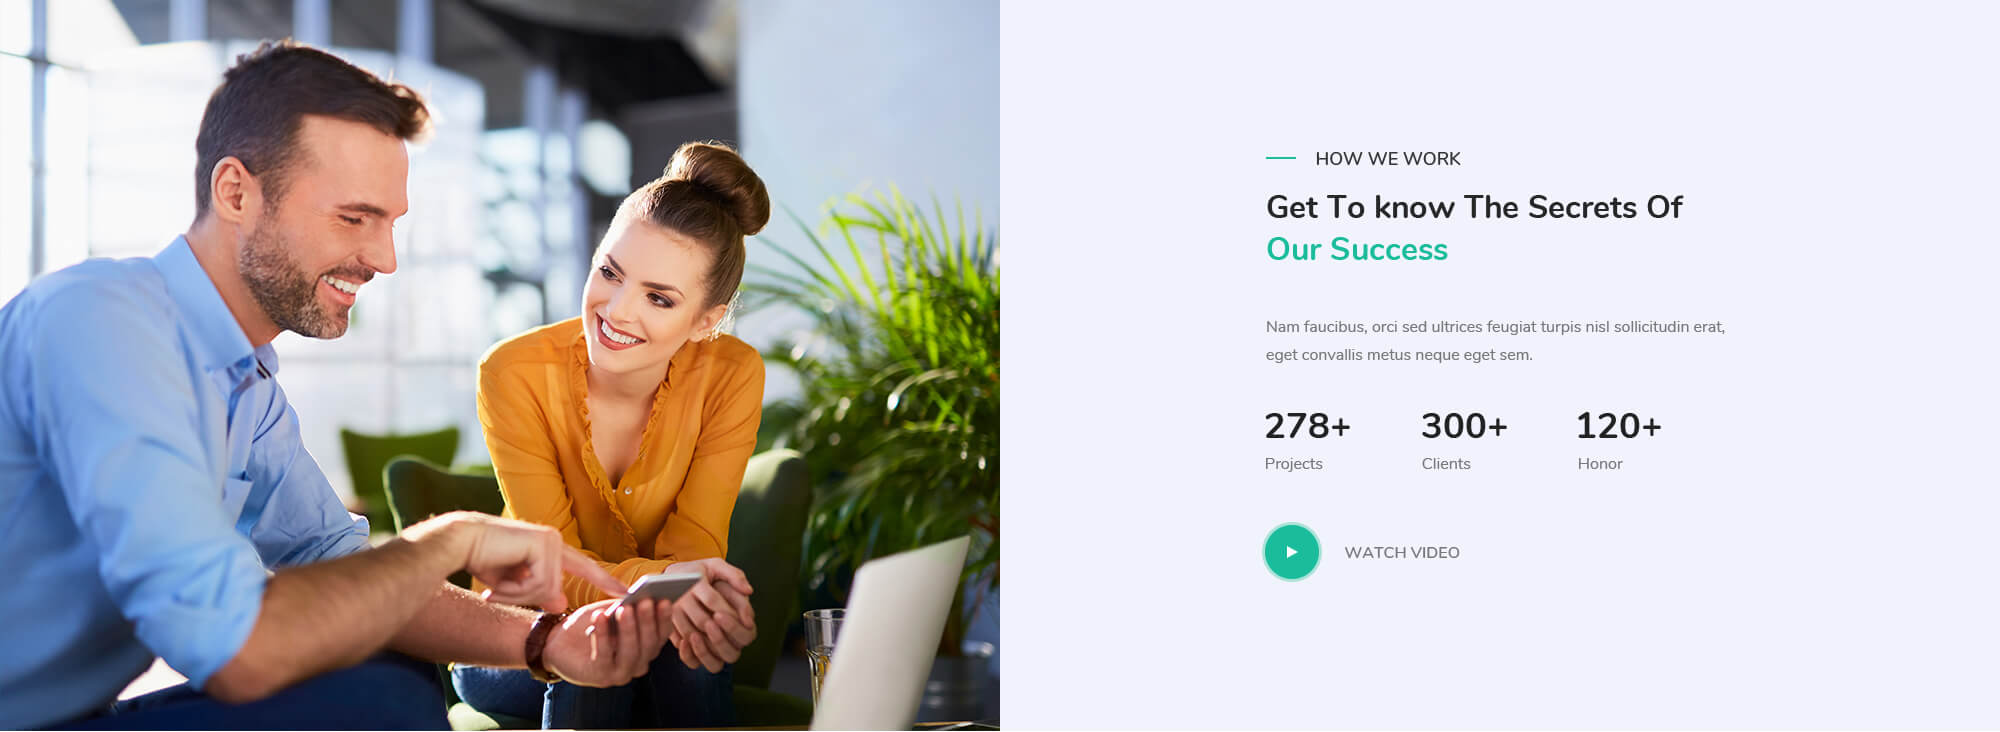 HOW WE WORK
Get To know The Secrets Of
Our Success
Nam faucibus, orci sed ultrices feugiat turpis nisl sollicitudin erat,
eget convallis metus neque eget sem.
278+ 300+ 120+
Projects Clients Honor
WATCH VIDEO